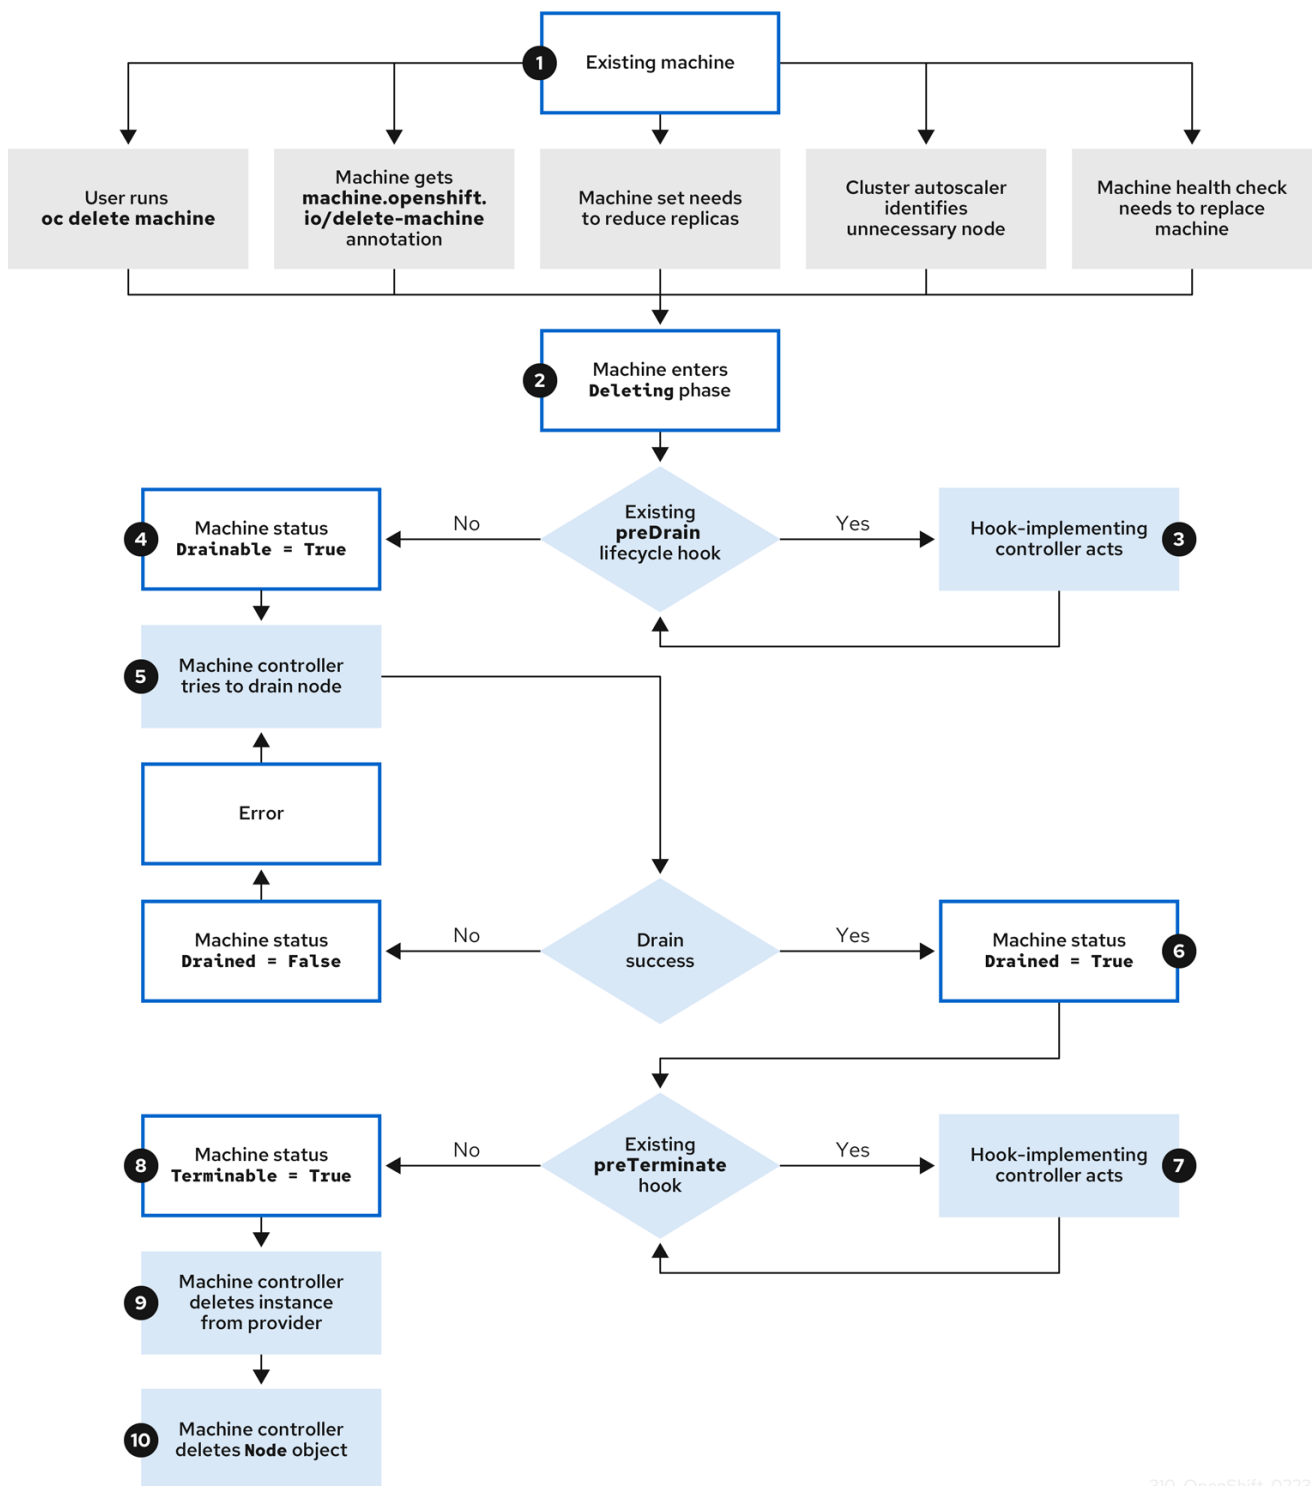 1
Existing machine
User runs
oc delete machine
Machine gets
machine.openshift.
io/delete-machine
annotation
Machine set needs
to reduce replicas
Cluster autoscaler
identifies
unnecessary node
Machine health check
needs to replace
machine
2
Machine enters
Deleting phase
4
Machine status
Drainable = True
No
Existing
preDrain
lifecycle hook
Yes
Hook-implementing
controller acts
3
5
Machine controller
tries to drain node
Error
Machine status
Drained = False
No
Drain
success
Yes
Machine status
Drained = True
6
8
Machine status
Terminable = True
No
Existing
preTerminate
hook
Yes
Hook-implementing
controller acts
7
9
Machine controller
deletes instance
from provider
10
Machine controller
deletes Node object